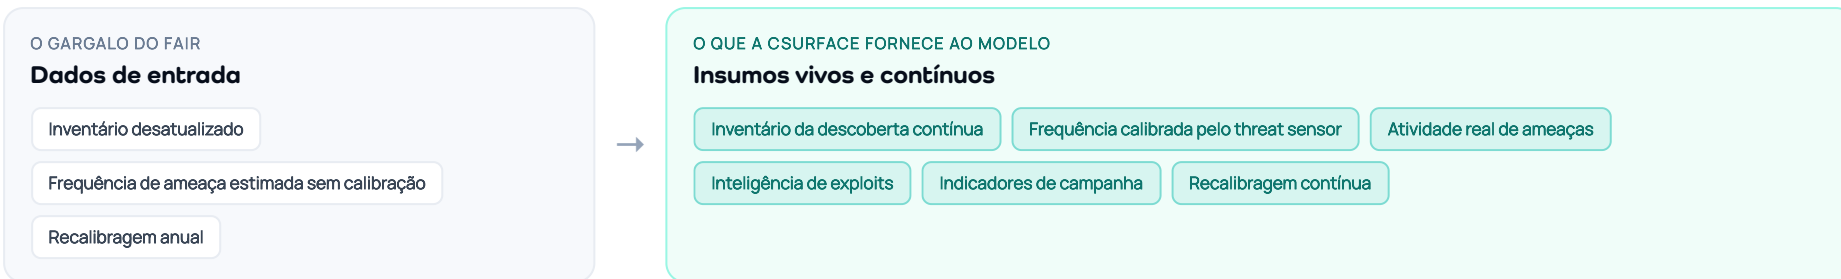 O GARGALO DO FAIR
Dados de entrada
Inventário desatualizado
Frequência de ameaça estimada sem calibração
Recalibragem anual
→
O QUE A CSURFACE FORNECE AO MODELO
Insumos vivos e contínuos
Inventário da descoberta contínua
Frequência calibrada pelo threat sensor
Atividade real de ameaças
Inteligência de exploits
Indicadores de campanha
Recalibragem contínua